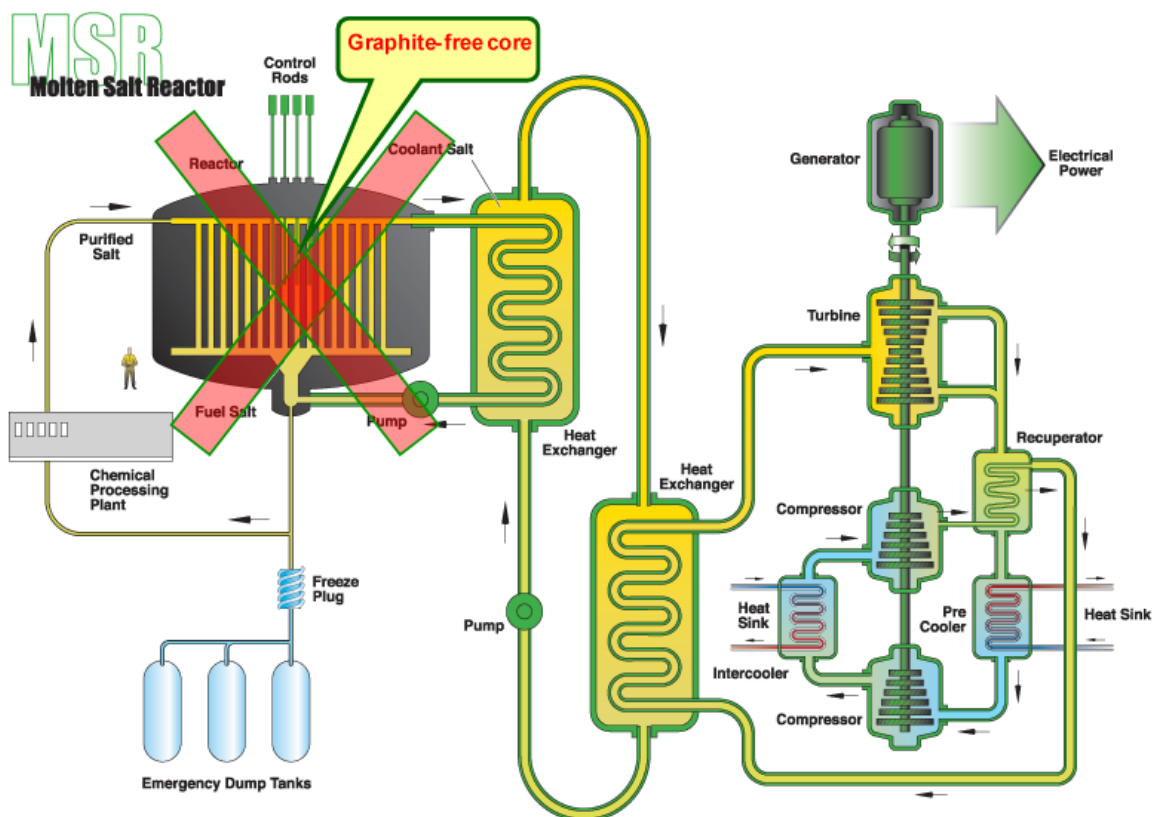 MSR
Molten Salt Reactor
Graphite-free core
Control
Rods
Reactor
Coolant Salt
Purified
Salt
Fuel Salt
Pump
Chemical
Processing
Plant
Heat
Exchanger
Freeze
Plug
Emergency Dump Tanks
Pump
Heat
Exchanger
Generator
Electrical
Power
Turbine
Recuperator
Compressor
Heat
Sink
Pre
Cooler
Heat Sink
Intercooler
Compressor